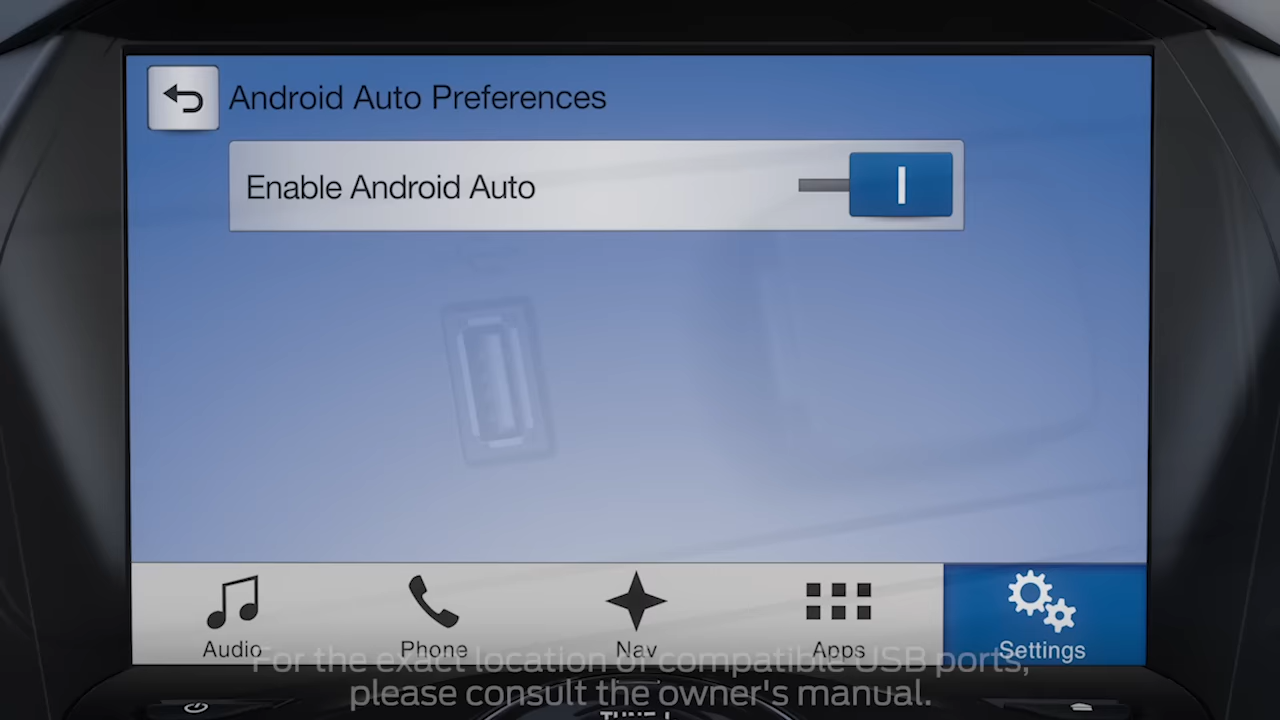 Android Auto Preferences
Enable Android Auto
Audio
Phone
Nav
Apps
Settings
For the exact location of compatible USB ports,
please consult the owner's manual.
TUNE